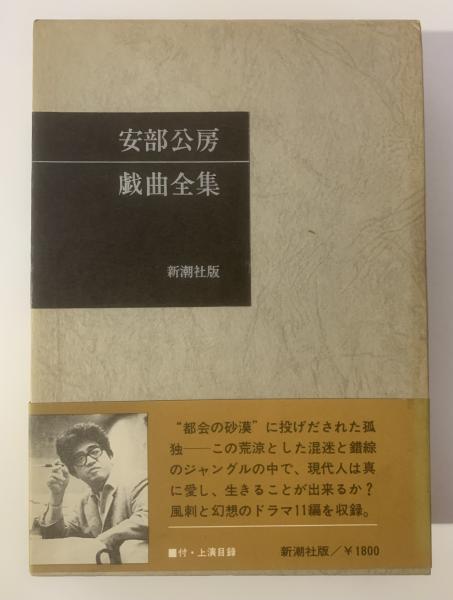 安部公房
戯曲全集
新潮社版
“都会の砂漠”に投げだされた孤
独――この荒涼とした混迷と錯綜
のジャングルの中で、現代人は真
に愛し、生きることが出来るか?
風刺と幻想のドラマ11編を収録。
■付・上演目録
新潮社版/￥1800